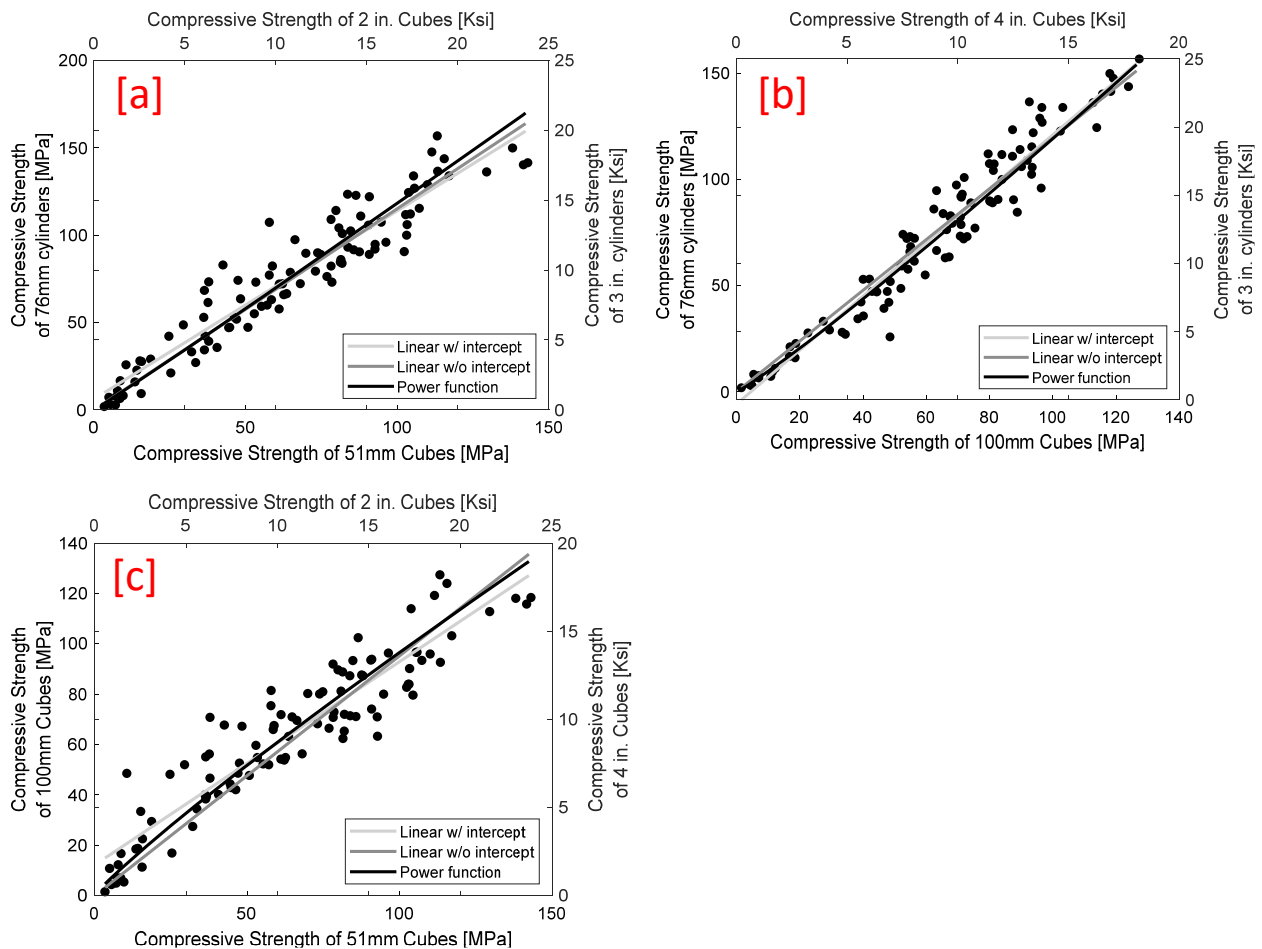 Compressive Strength of 2 in. Cubes [Ksi]
0 5 10 15 20 25
[a]
200
150
100
50
0
Compressive Strength
of 76mm cylinders [MPa]
25
20
15
10
5
0
Compressive Strength
of 3 in. cylinders [Ksi]
Linear w/ intercept
Linear w/o intercept
Power function
0 50 100 150
Compressive Strength of 51mm Cubes [MPa]
Compressive Strength of 4 in. Cubes [Ksi]
0 5 10 15 20
[b]
150
100
50
0
Compressive Strength
of 76mm cylinders [MPa]
25
20
15
10
5
0
Compressive Strength
of 3 in. cylinders [Ksi]
Linear w/ intercept
Linear w/o intercept
Power function
0 20 40 60 80 100 120 140
Compressive Strength of 100mm Cubes [MPa]
Compressive Strength of 2 in. Cubes [Ksi]
0 5 10 15 20 25
[c]
140
120
100
80
60
40
20
0
Compressive Strength
of 100mm Cubes [MPa]
20
15
10
5
0
Compressive Strength
of 4 in. Cubes [Ksi]
Linear w/ intercept
Linear w/o intercept
Power function
0 50 100 150
Compressive Strength of 51mm Cubes [MPa]